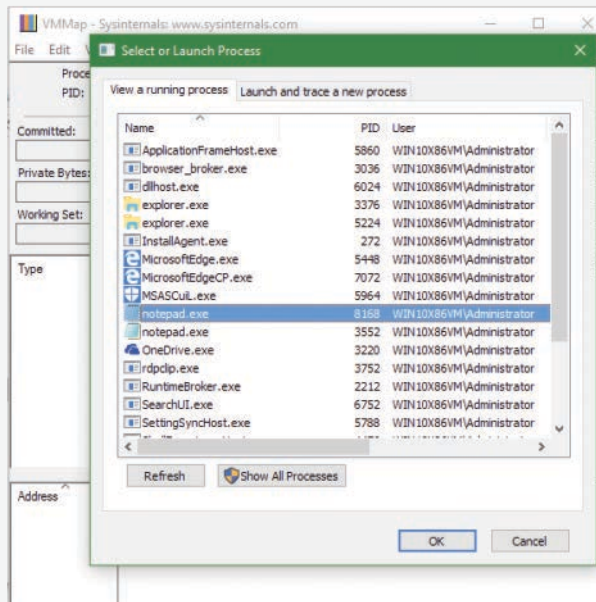 VMMap - Sysinternals: www.sysinternals.com
File Edit
Select or Launch Process
PID:
View a running process Launch and trace a new process
Committed:
Private Bytes:
Working Set:
Type
Address
Name PID User
ApplicationFrameHost.exe 5860 WIN10X86VM\Administrator
browser_broker.exe 3036 WIN10X86VM\Administrator
dllhost.exe 6024 WIN10X86VM\Administrator
explorer.exe 3376 WIN10X86VM\Administrator
explorer.exe 5224 WIN10X86VM\Administrator
InstallAgent.exe 272 WIN10X86VM\Administrator
MicrosoftEdge.exe 5448 WIN10X86VM\Administrator
MicrosoftEdgeCP.exe 7072 WIN10X86VM\Administrator
MSASCuiL.exe 5964 WIN10X86VM\Administrator
notepad.exe 8168 WIN10X86VM\Administrator
notepad.exe 3552 WIN10X86VM\Administrator
OneDrive.exe 3220 WIN10X86VM\Administrator
rdpclip.exe 3752 WIN10X86VM\Administrator
RuntimeBroker.exe 2212 WIN10X86VM\Administrator
SearchUI.exe 6752 WIN10X86VM\Administrator
SettingSyncHost.exe 5788 WIN10X86VM\Administrator
Refresh Show All Processes
OK Cancel